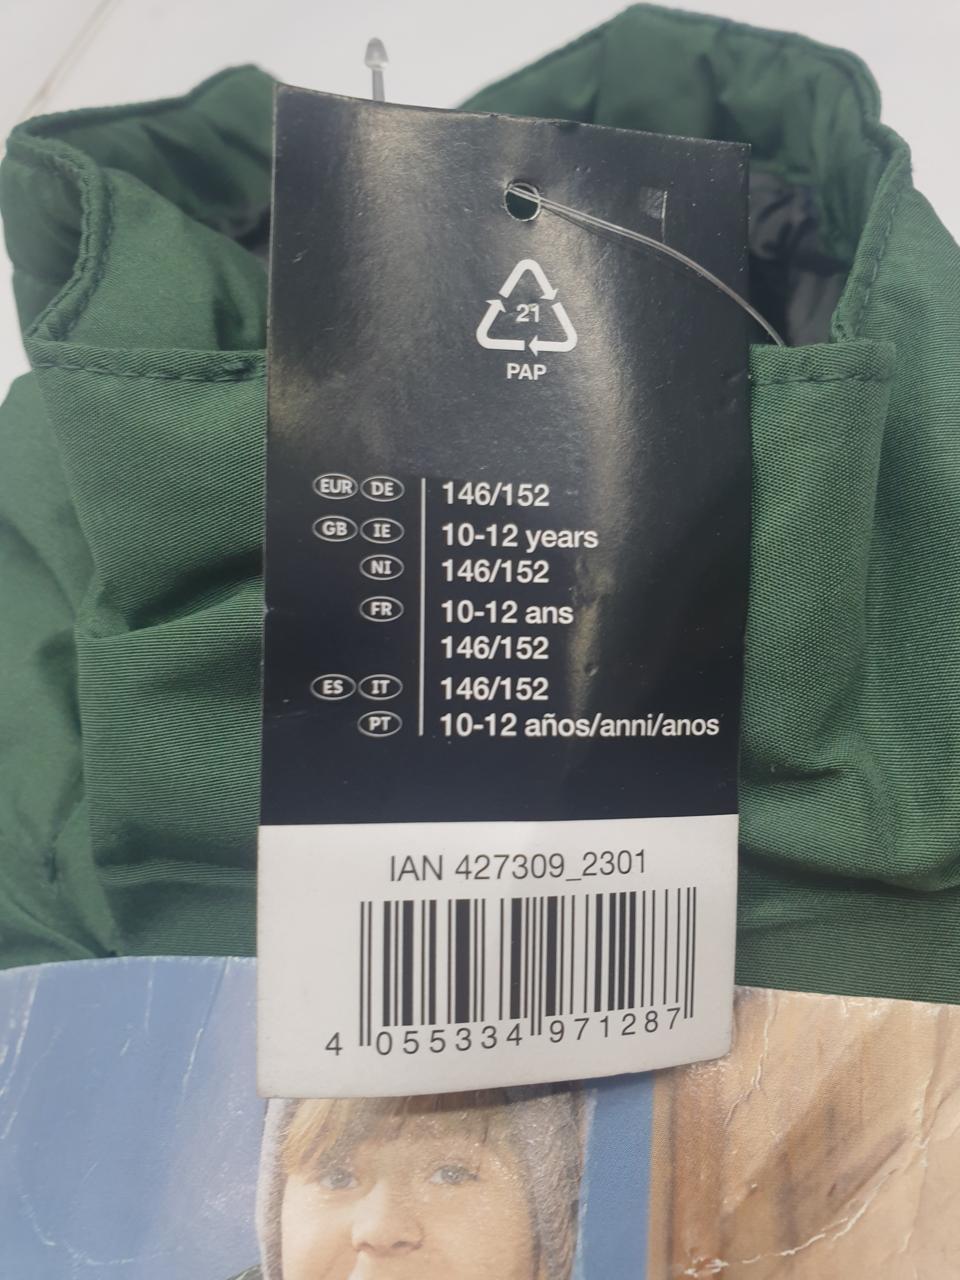 21
PAP
EUR DE 146/152
GB IE 10-12 years
NI 146/152
FR 10-12 ans
146/152
ES IT 146/152
PT 10-12 años/anni/anos
IAN 427309_2301
4 055334 971287